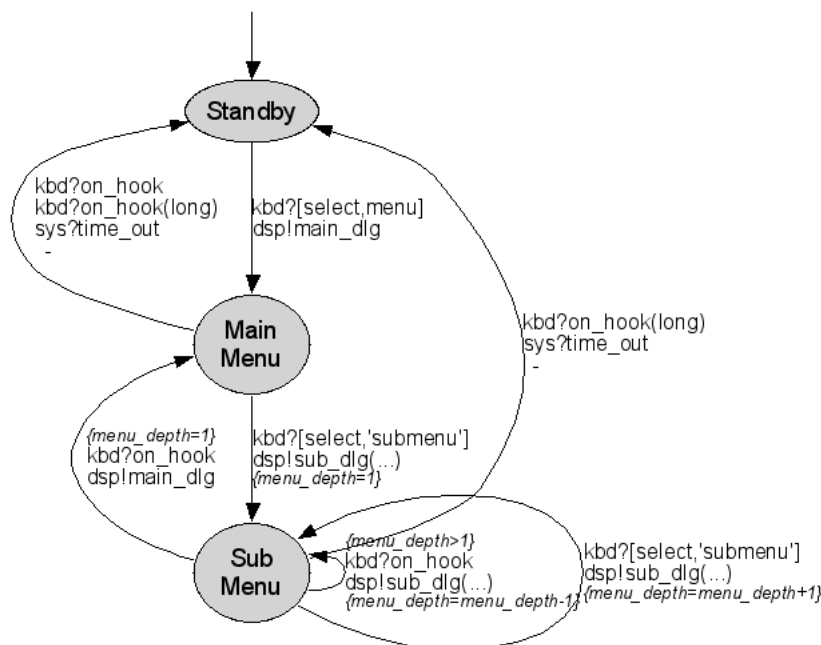 Standby
kbd?on_hook
kbd?on_hook(long)
sys?time_out
-
kbd?[select,menu]
dsp!main_dlg
Main
Menu
kbd?on_hook(long)
sys?time_out
-
{menu_depth=1}
kbd?on_hook
dsp!main_dlg
kbd?[select,'submenu']
dsp!sub_dlg(...)
{menu_depth=1}
Sub
Menu
{menu_depth>1}
kbd?on_hook
dsp!sub_dlg(...)
{menu_depth=menu_depth-1}
kbd?[select,'submenu']
dsp!sub_dlg(...)
{menu_depth=menu_depth+1}